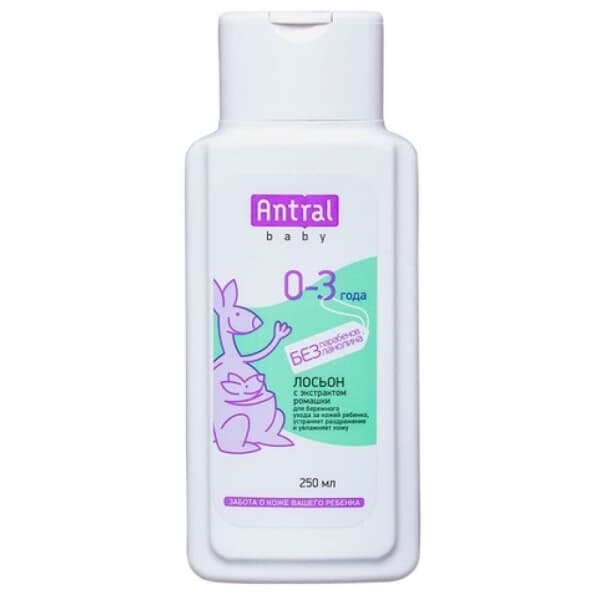 Antral
baby
0-3 года
БЕЗ парабенов
ланолина
ЛОСЬОН
с экстрактом
ромашки
для бережного
ухода за кожей ребенка,
устраняет раздражение
и увлажняет кожу
250 мл
ЗАБОТА О КОЖЕ ВАШЕГО РЕБЕНКА